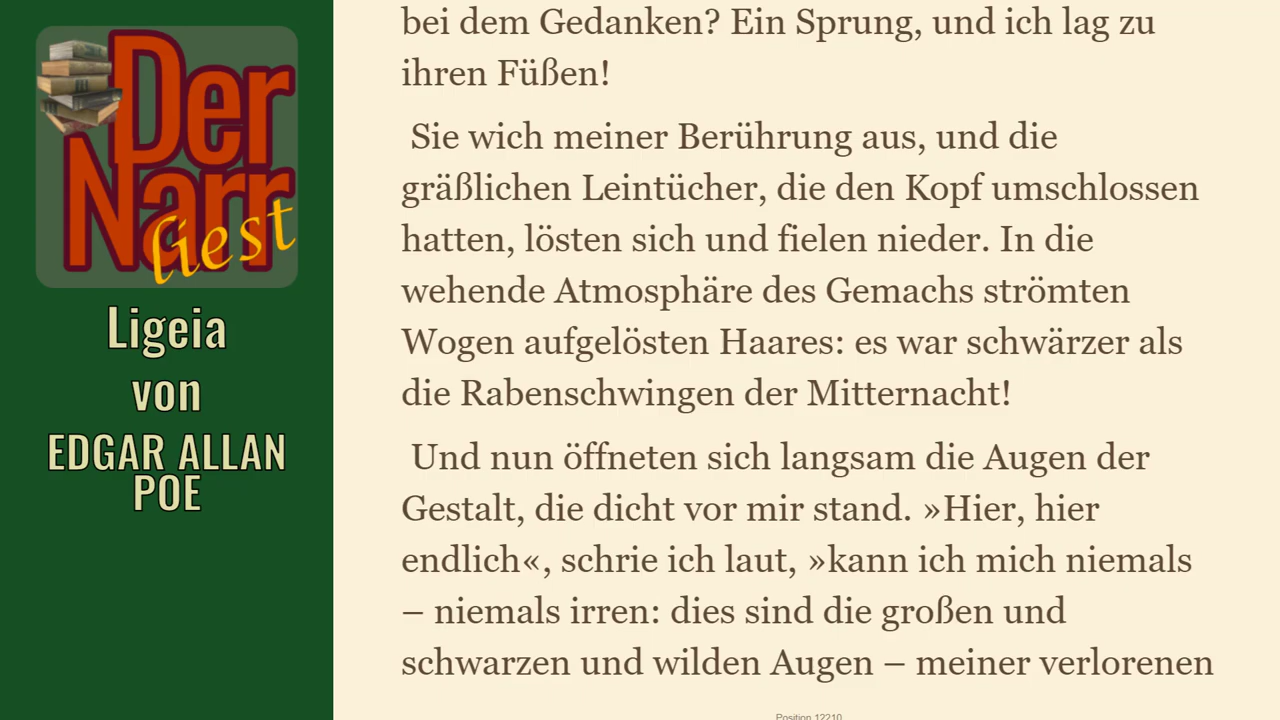 Der
Narr
liest
Ligeia
von
EDGAR ALLAN
POE
bei dem Gedanken? Ein Sprung, und ich lag zu
ihren Füßen!
Sie wich meiner Berührung aus, und die
gräßlichen Leintücher, die den Kopf umschlossen
hatten, lösten sich und fielen nieder. In die
wehende Atmosphäre des Gemachs strömten
Wogen aufgelösten Haares: es war schwärzer als
die Rabenschwingen der Mitternacht!
Und nun öffneten sich langsam die Augen der
Gestalt, die dicht vor mir stand. »Hier, hier
endlich«, schrie ich laut, »kann ich mich niemals
– niemals irren: dies sind die großen und
schwarzen und wilden Augen – meiner verlorenen
Position 12210